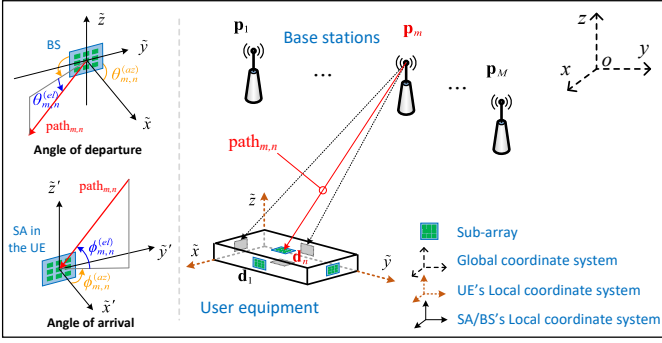 z̃
BS
ỹ
θ_{m,n}^{(az)}
θ_{m,n}^{(el)}
x̃
path_{m,n}
Angle of departure
path_{m,n}
z̃′
SA in
the UE
ϕ_{m,n}^{(el)}
ỹ′
ϕ_{m,n}^{(az)}
x̃′
Angle of arrival
p₁
Base stations
p_m
...
...
p_M
path_{m,n}
z̃
x̃
d_n
d₁
ỹ
User equipment
z
y
x
o
Sub-array
Global coordinate system
UE's Local coordinate system
SA/BS's Local coordinate system